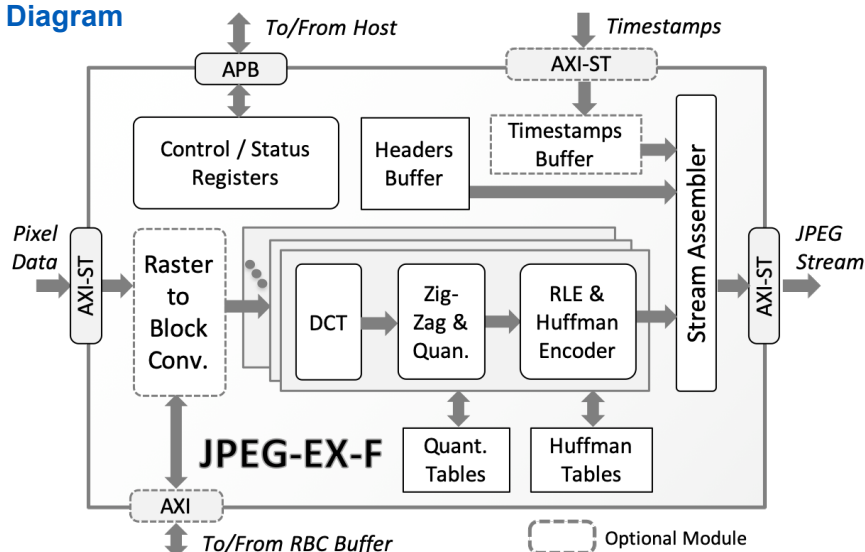 Diagram
To/From Host
Timestamps
APB
AXI-ST
Control / Status
Registers
Headers
Buffer
Timestamps
Buffer
Stream Assembler
Pixel
Data
AXI-ST
Raster
to
Block
Conv.
DCT
Zig-
Zag &
Quan.
RLE &
Huffman
Encoder
AXI-ST
JPEG
Stream
JPEG-EX-F
Quant.
Tables
Huffman
Tables
AXI
To/From RBC Buffer
Optional Module